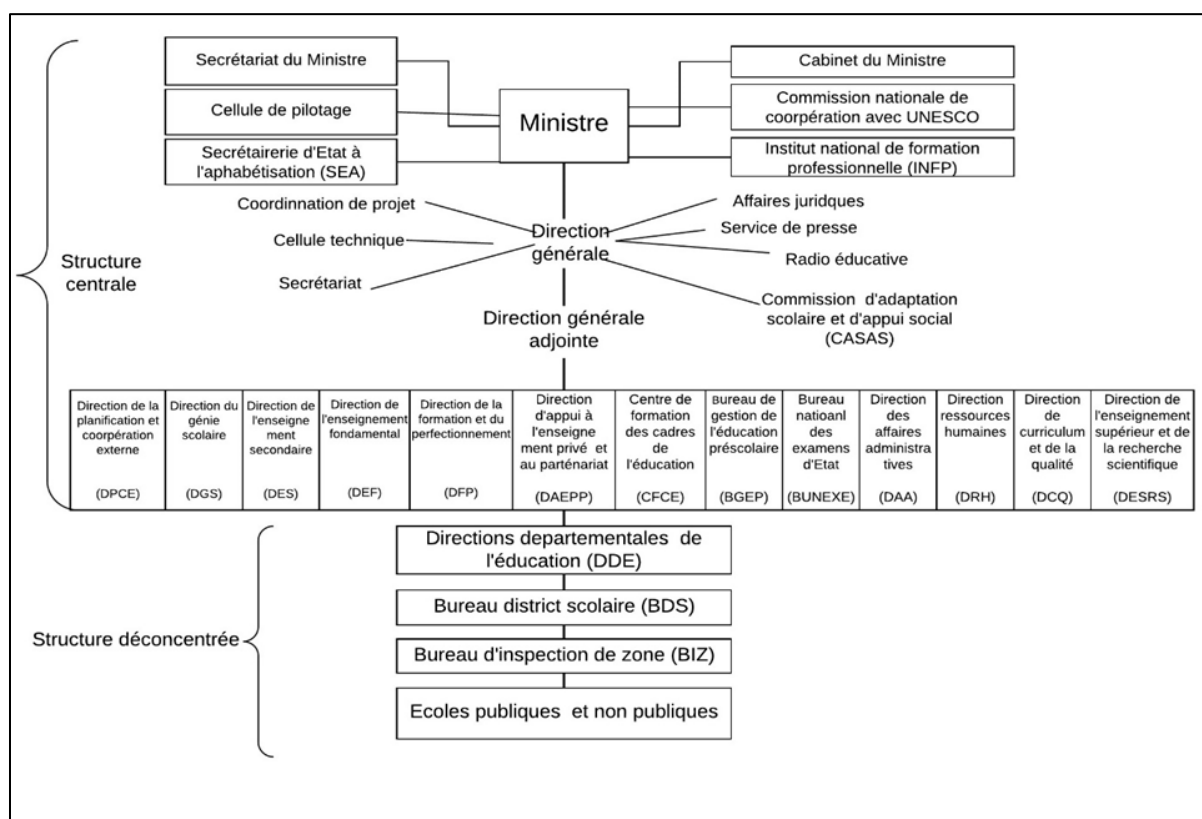 Secrétariat du Ministre
Cabinet du Ministre
Cellule de pilotage
Ministre
Commission nationale de
coorpération avec UNESCO
Secrétairerie d'Etat à
l'aphabétisation (SEA)
Institut national de formation
professionnelle (INFP)
Coordinnation de projet
Cellule technique
Secrétariat
Direction
générale
Affaires juridques
Service de presse
Radio éducative
Commission d'adaptation
scolaire et d'appui social
(CASAS)
Structure
centrale
Direction générale
adjointe
Direction de la
planification et
coopération
externe
(DPCE)
Direction du
génie
scolaire
(DGS)
Direction de
l'enseigne
ment
secondaire
(DES)
Direction de
l'enseignement
fondamental
(DEF)
Direction de la
formation et du
perfectionnement
(DFP)
Direction
d'appui à
l'enseigne
ment privé et
au parténariat
(DAEPP)
Centre de
formation
des cadres
de
l'éducation
(CFCE)
Bureau de
gestion de
l'éducation
préscolaire
(BGEP)
Bureau
natioanl
des
examens
d'Etat
(BUNEXE)
Direction
des
affaires
administra
tives
(DAA)
Direction
ressources
humaines
(DRH)
Direction
de
curriculum
et de la
qualité
(DCQ)
Direction de
l'enseignement
supérieur et de
la recherche
scientifique
(DESRS)
Directions departementales de
l'éducation (DDE)
Bureau district scolaire (BDS)
Structure déconcentrée
Bureau d'inspection de zone (BIZ)
Ecoles publiques et non publiques